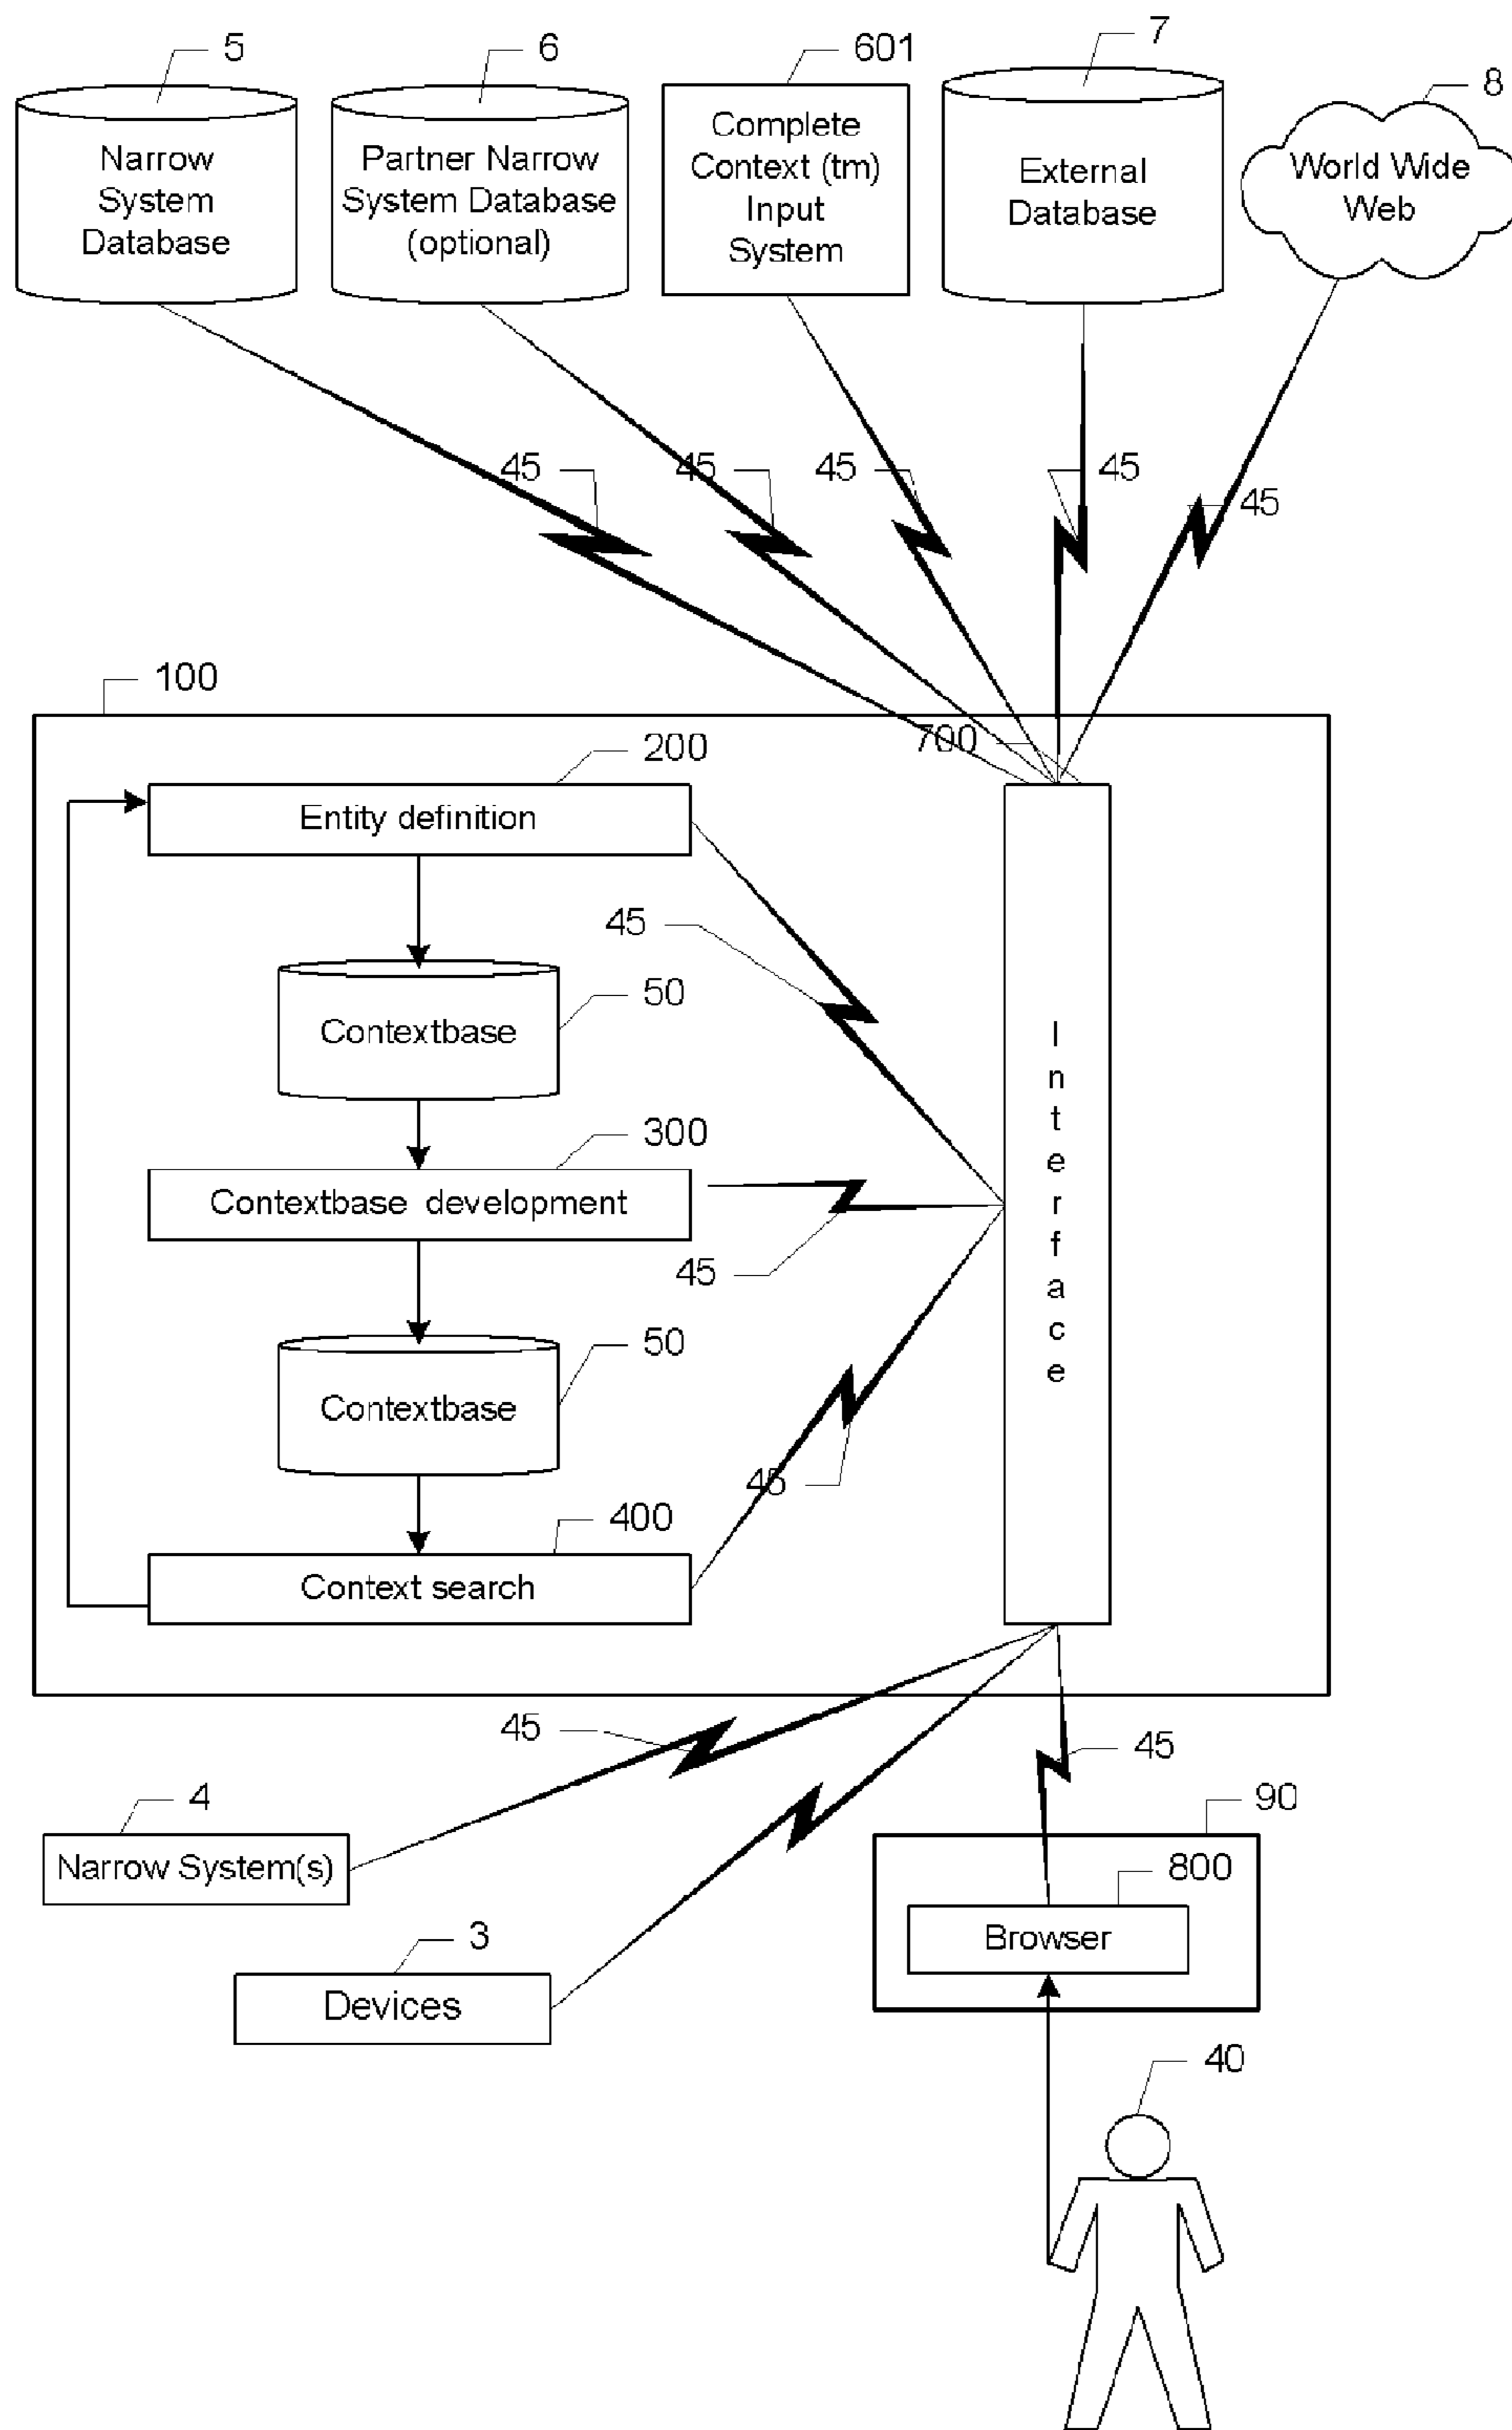 5
6
601
7
8
Narrow
System
Database
Partner Narrow
System Database
(optional)
Complete
Context (tm)
Input
System
External
Database
World Wide
Web
45
45
45
45
45
100
700
200
Entity definition
45
50
Contextbase
300
Contextbase development
45
50
Contextbase
45
400
Context search
Interface
45
45
4
Narrow System(s)
90
800
Browser
3
Devices
40